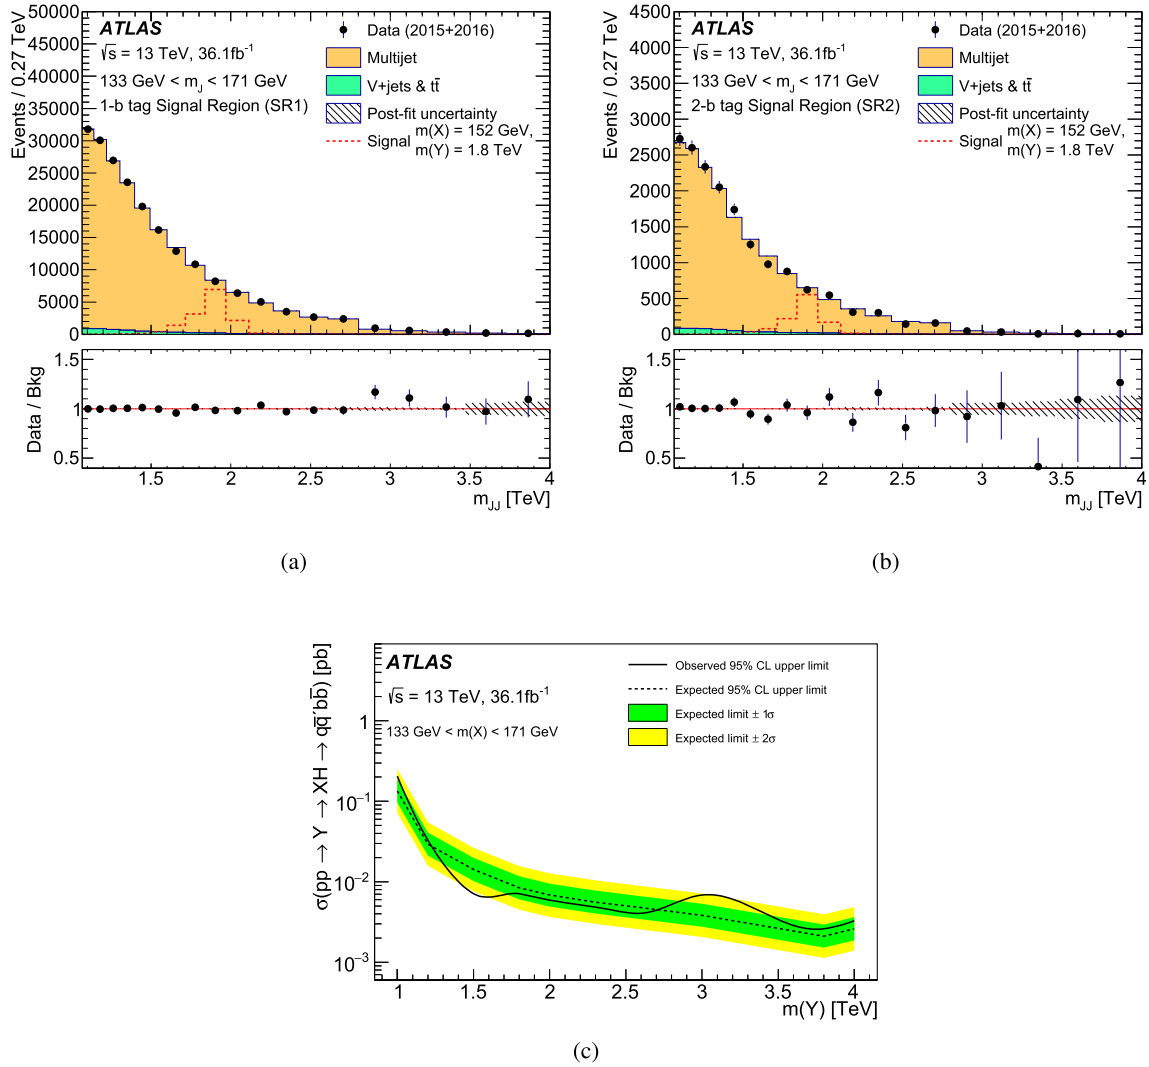 ATLAS
√s = 13 TeV, 36.1fb⁻¹
133 GeV < m_J < 171 GeV
1-b tag Signal Region (SR1)
Data (2015+2016)
Multijet
V+jets & tt̄
Post-fit uncertainty
Signal m(X) = 152 GeV, m(Y) = 1.8 TeV
Events / 0.27 TeV
50000
45000
40000
35000
30000
25000
20000
15000
10000
5000
0
Data / Bkg
1.5
1
0.5
1.5 2 2.5 3 3.5 4
m_JJ [TeV]
(a)
ATLAS
√s = 13 TeV, 36.1fb⁻¹
133 GeV < m_J < 171 GeV
2-b tag Signal Region (SR2)
Data (2015+2016)
Multijet
V+jets & tt̄
Post-fit uncertainty
Signal m(X) = 152 GeV, m(Y) = 1.8 TeV
Events / 0.27 TeV
4500
4000
3500
3000
2500
2000
1500
1000
500
0
Data / Bkg
1.5
1
0.5
1.5 2 2.5 3 3.5 4
m_JJ [TeV]
(b)
ATLAS
√s = 13 TeV, 36.1fb⁻¹
133 GeV < m(X) < 171 GeV
Observed 95% CL upper limit
Expected 95% CL upper limit
Expected limit ± 1σ
Expected limit ± 2σ
σ(pp → Y → XH → qq̄′bb̄) [pb]
1
10⁻¹
10⁻²
10⁻³
1 1.5 2 2.5 3 3.5 4
m(Y) [TeV]
(c)